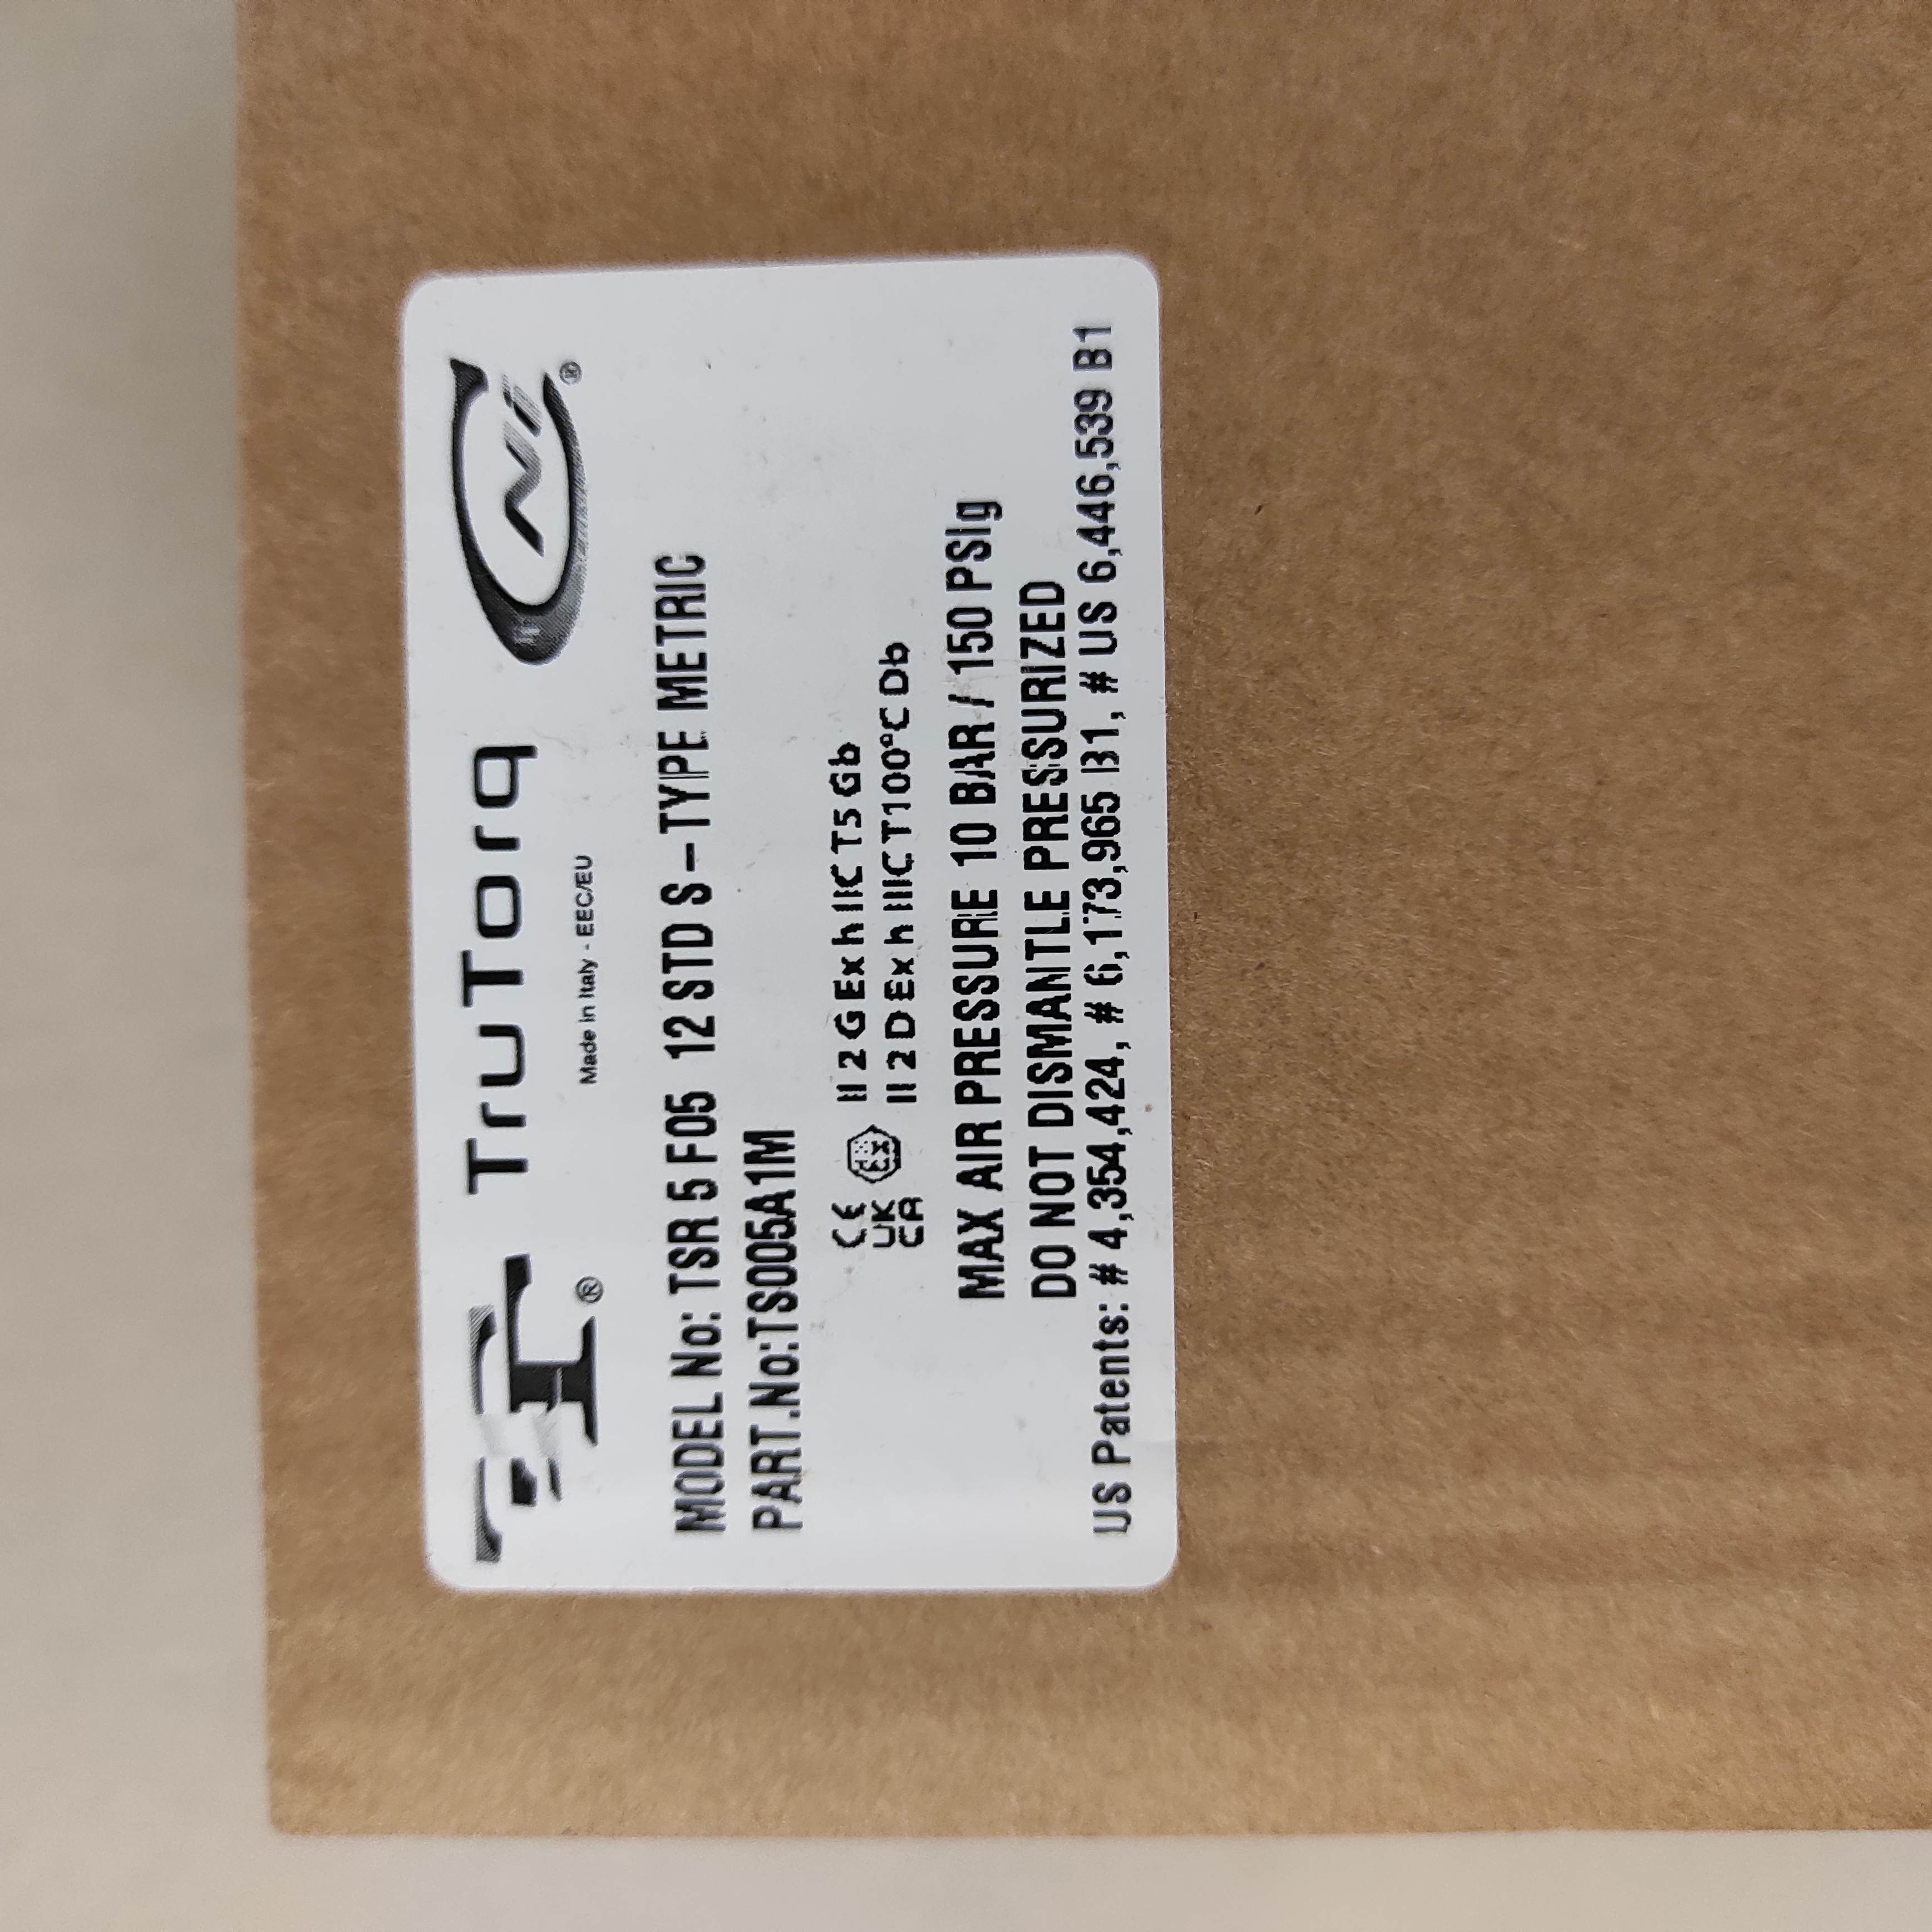 TruTorq
Ni ®
®
Made in Italy - EEC/EU
MODEL No: TSR 5 F05 12 STD S-TYPE METRIC
PART.No:TS005A1M
CE
UK
CA
Ex
II 2 G Ex h IIC T5 Gb
II 2 D Ex h IIIC T100°C Db
MAX AIR PRESSURE 10 BAR / 150 PSIg
DO NOT DISMANTLE PRESSURIZED
US Patents: # 4,354,424, # 6,173,965 B1, # US 6,446,539 B1